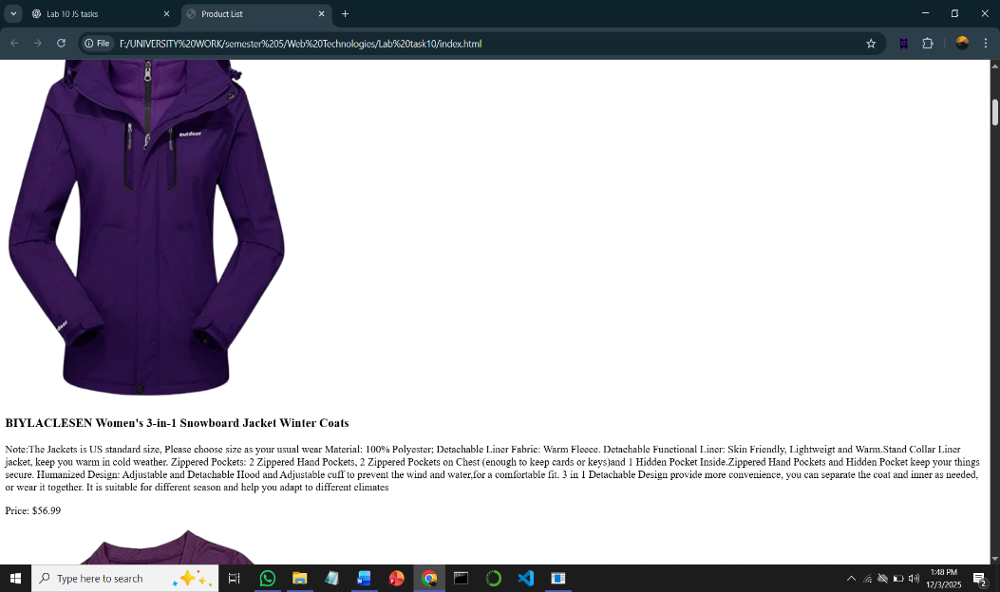 Lab 10 JS tasks
Product List
File
F:/UNIVERSITY%20WORK/semester%205/Web%20Technologies/Lab%20task10/index.html
outdoor
door
BIYLACLESEN Women's 3-in-1 Snowboard Jacket Winter Coats
Note:The Jackets is US standard size, Please choose size as your usual wear Material: 100% Polyester; Detachable Liner Fabric: Warm Fleece. Detachable Functional Liner: Skin Friendly, Lightweigt and Warm.Stand Collar Liner
jacket, keep you warm in cold weather. Zippered Pockets: 2 Zippered Hand Pockets, 2 Zippered Pockets on Chest (enough to keep cards or keys)and 1 Hidden Pocket Inside.Zippered Hand Pockets and Hidden Pocket keep your things
secure. Humanized Design: Adjustable and Detachable Hood and Adjustable cuff to prevent the wind and water,for a comfortable fit. 3 in 1 Detachable Design provide more convenience, you can separate the coat and inner as needed,
or wear it together. It is suitable for different season and help you adapt to different climates
Price: $56.99
Type here to search
1:48 PM
12/3/2025
2